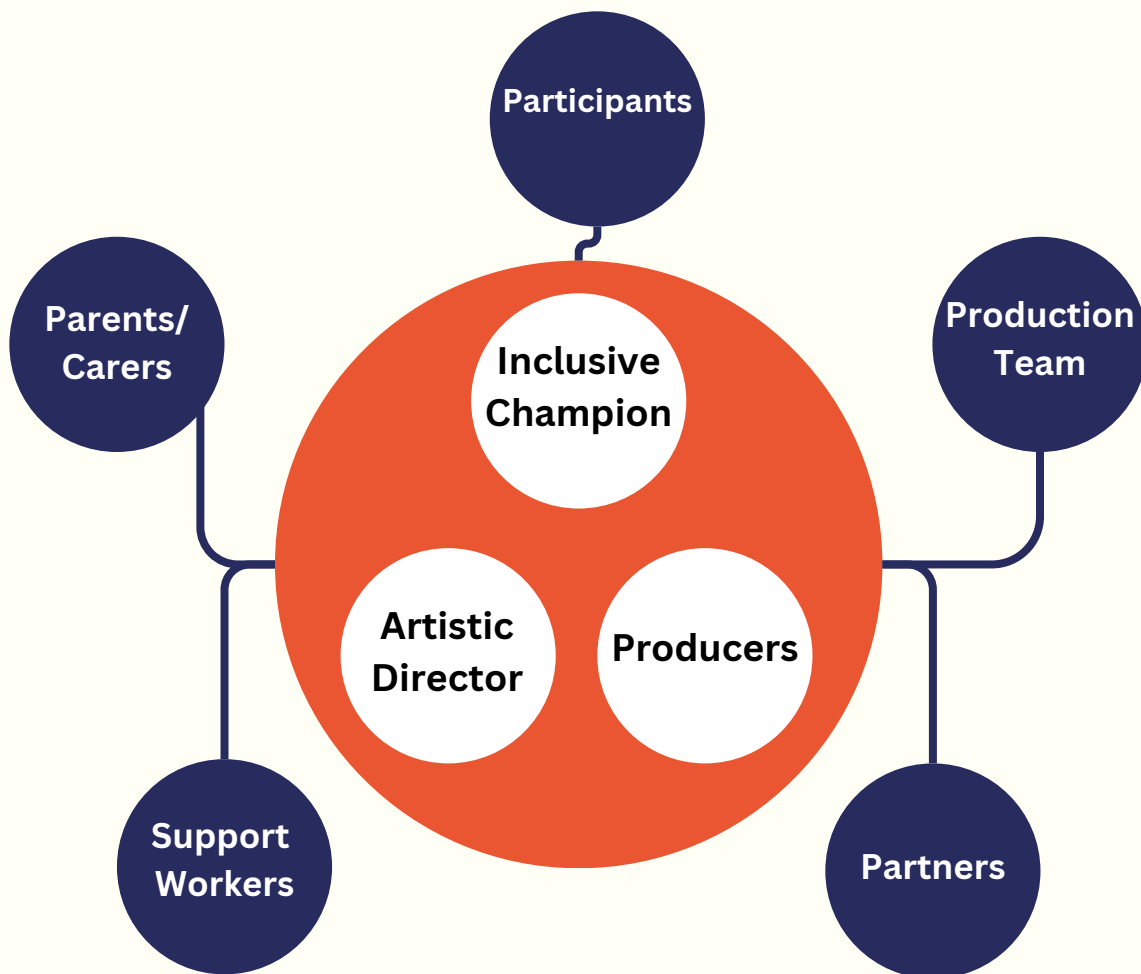 Participants
Parents/
Carers
Production
Team
Inclusive
Champion
Artistic
Director
Producers
Support
Workers
Partners